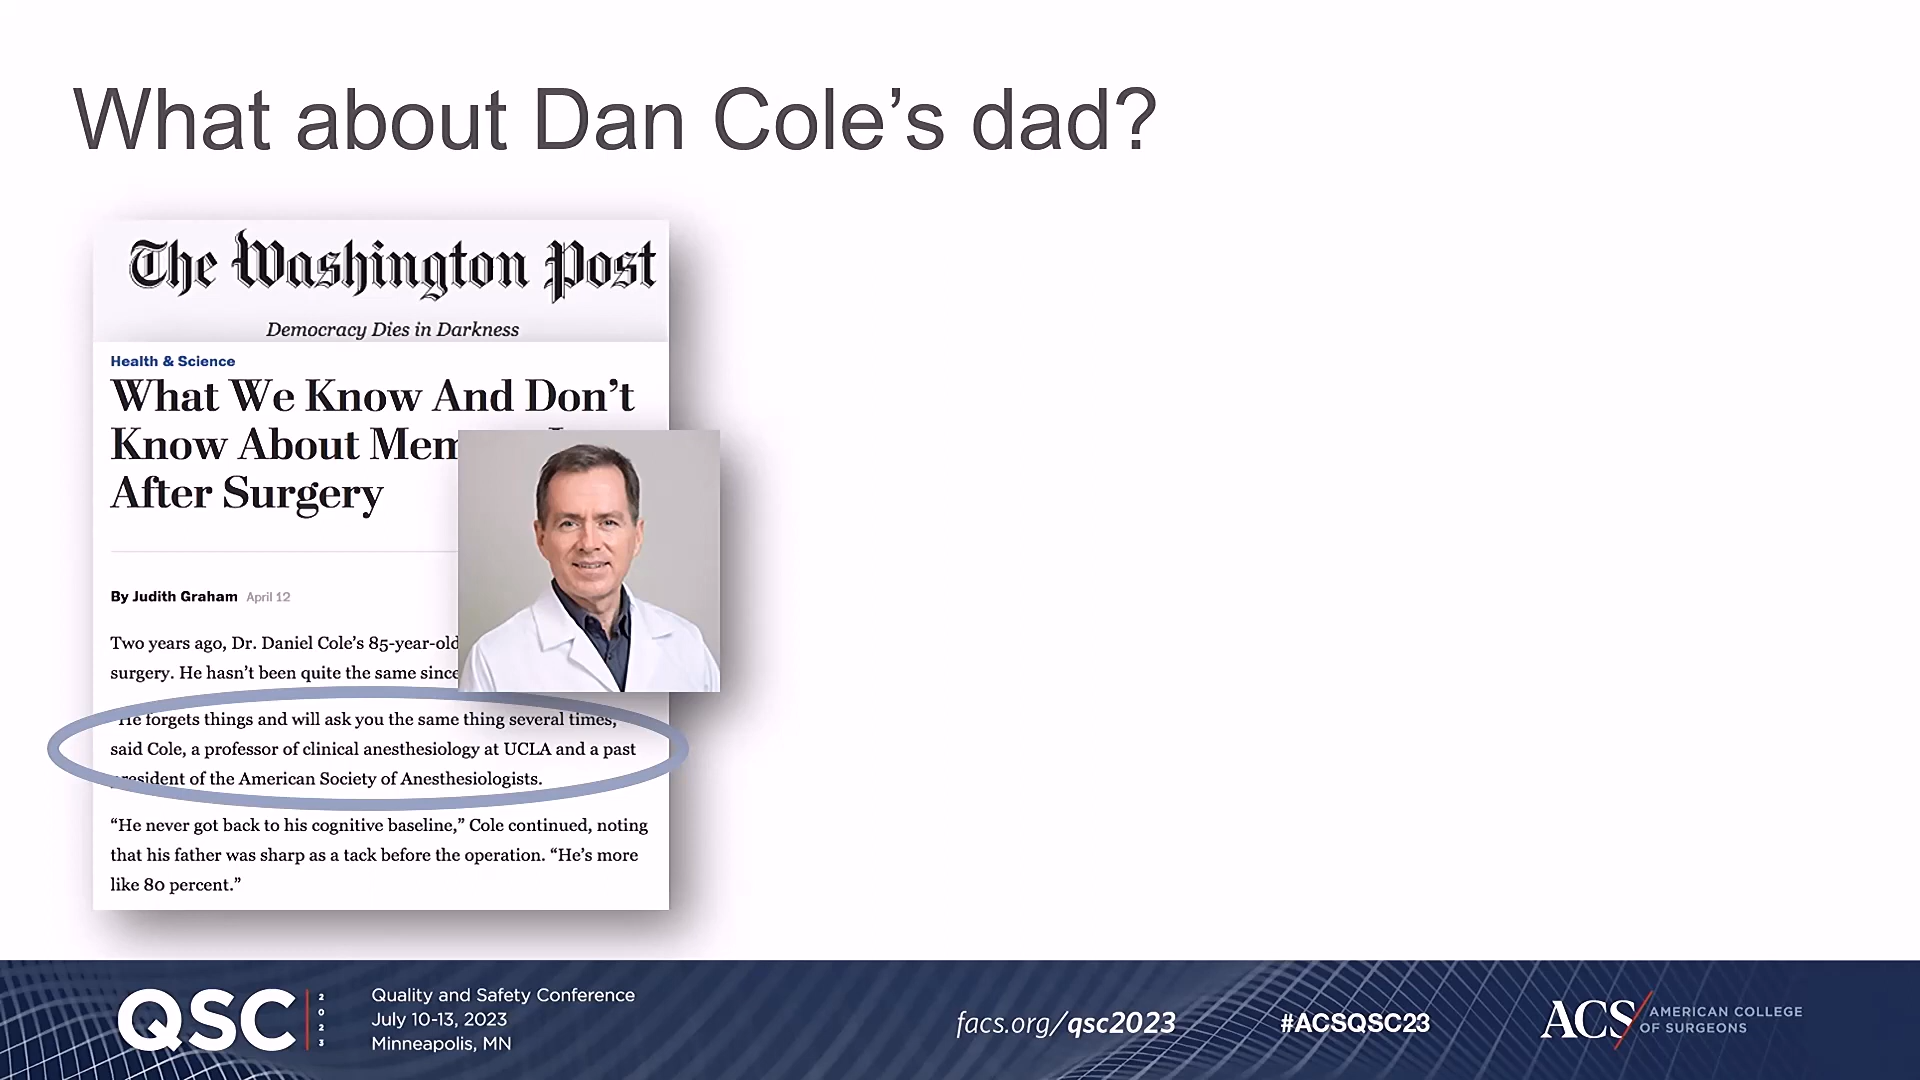 What about Dan Cole’s dad?
The Washington Post
Democracy Dies in Darkness
Health & Science
What We Know And Don’t
Know About
After Surgery
By Judith Graham April 12
Two years ago, Dr. Daniel Cole’s 85-year-old
surgery. He hasn’t been quite the same since
He forgets things and will ask you the same thing several times,
said Cole, a professor of clinical anesthesiology at UCLA and a past
president of the American Society of Anesthesiologists.
“He never got back to his cognitive baseline,” Cole continued, noting
that his father was sharp as a tack before the operation. “He’s more
like 80 percent.”
QSC 2023
Quality and Safety Conference
July 10-13, 2023
Minneapolis, MN
facs.org/qsc2023
#ACSQSC23
ACS
AMERICAN COLLEGE
OF SURGEONS